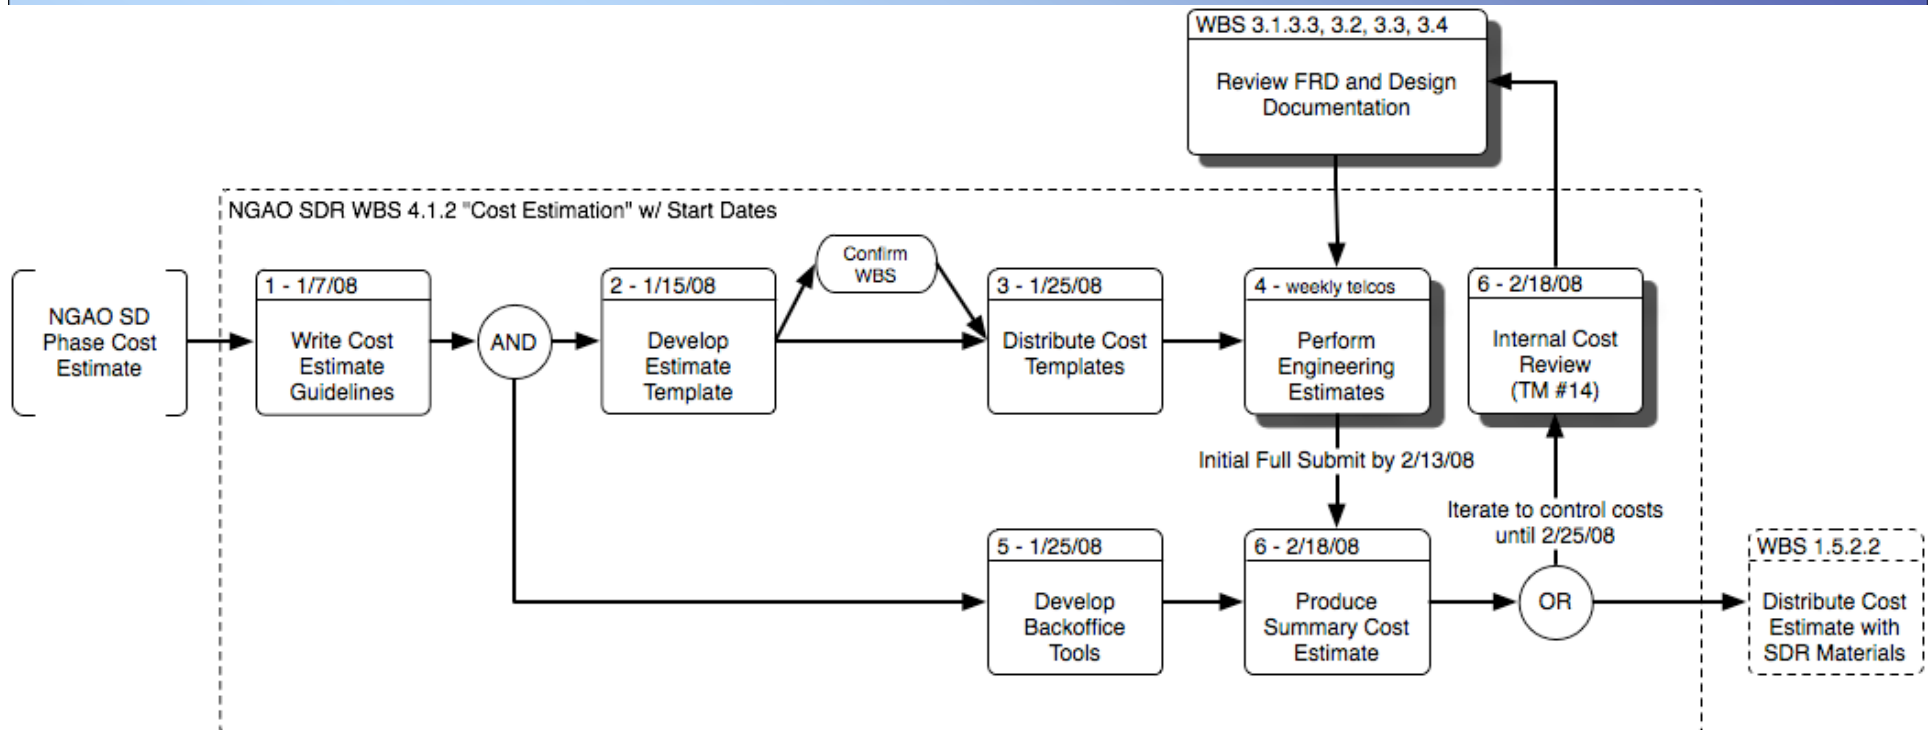 WBS 3.1.3.3, 3.2, 3.3, 3.4
Review FRD and Design
Documentation
NGAO SDR WBS 4.1.2 "Cost Estimation" w/ Start Dates
NGAO SD
Phase Cost
Estimate
1 - 1/7/08
Write Cost
Estimate
Guidelines
AND
2 - 1/15/08
Develop
Estimate
Template
Confirm
WBS
3 - 1/25/08
Distribute Cost
Templates
4 - weekly telcos
Perform
Engineering
Estimates
6 - 2/18/08
Internal Cost
Review
(TM #14)
Initial Full Submit by 2/13/08
Iterate to control costs
until 2/25/08
5 - 1/25/08
Develop
Backoffice
Tools
6 - 2/18/08
Produce
Summary Cost
Estimate
OR
WBS 1.5.2.2
Distribute Cost
Estimate with
SDR Materials